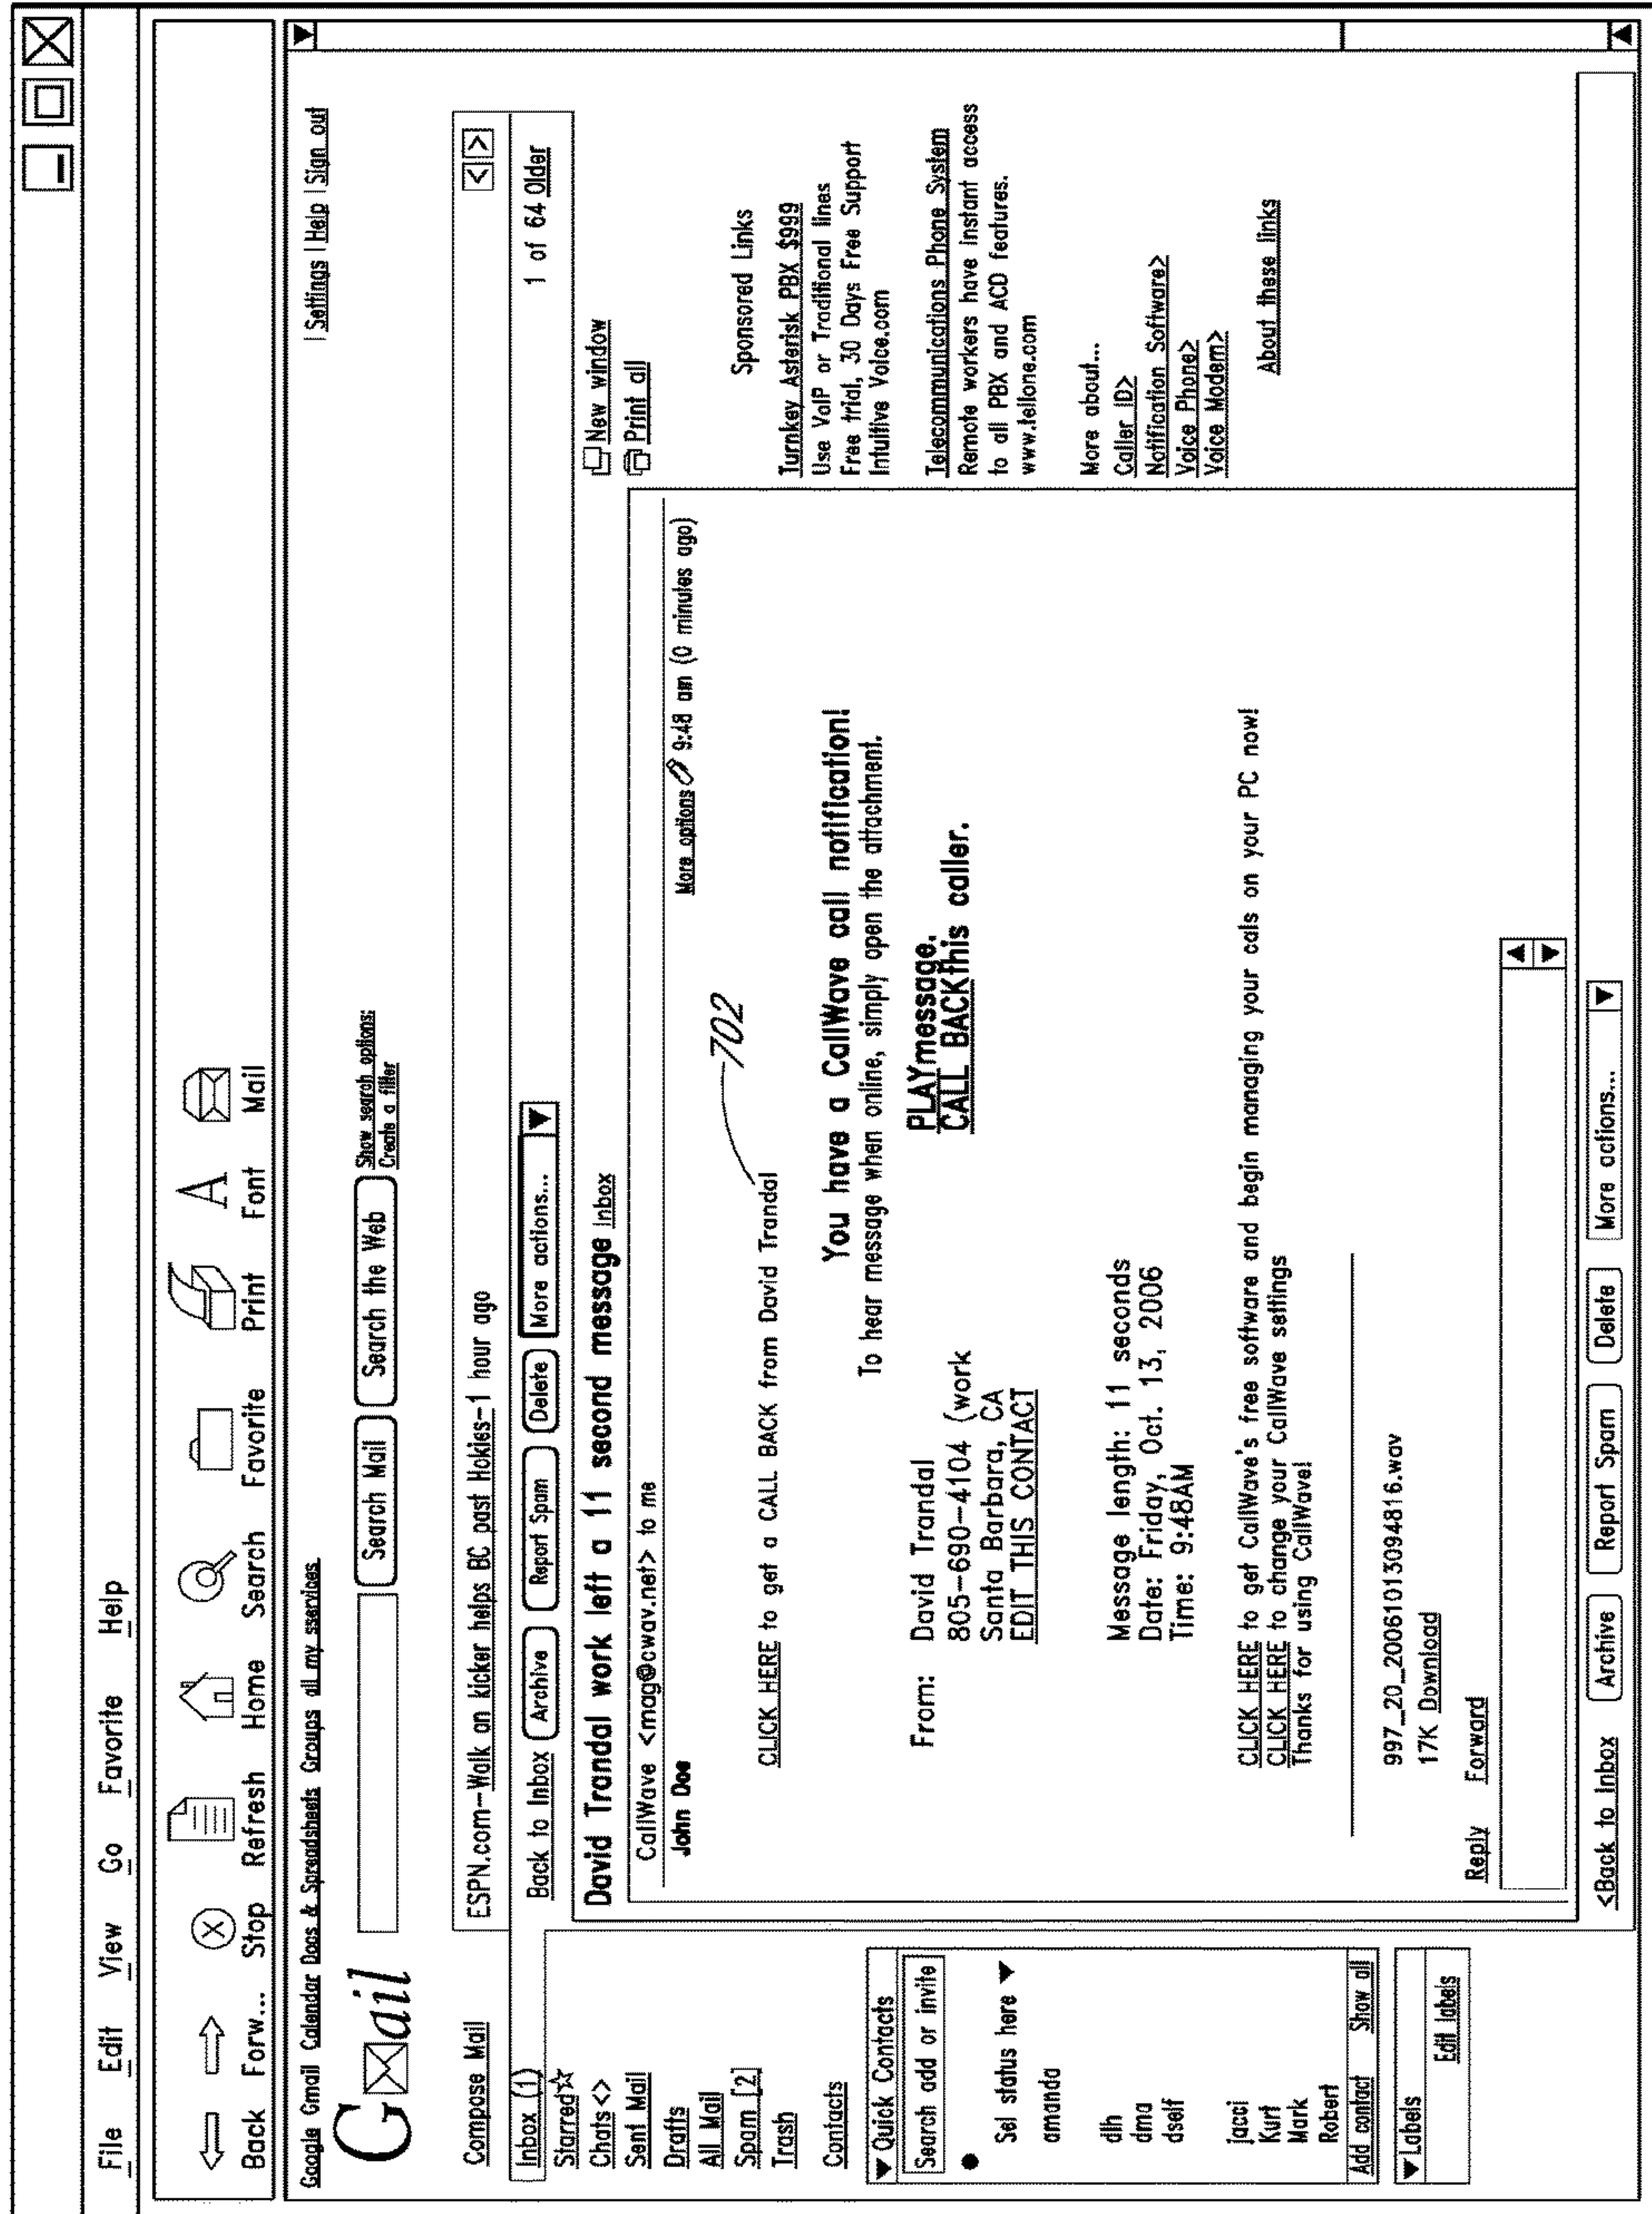 File Edit View Go Favorite Help
Back Forw... Stop Refresh Home Search Favorite Print Font Mail
Google Gmail Calendar Docs & Spreadsheets Groups all my sservices
| Settings | Help | Sign out
Gmail
Search Mail
Search the Web
Show search options:
Create a filter
Compose Mail
Inbox (1)
Starred☆
Chats<>
Sent Mail
Drafts
All Mail
Spam [2]
Trash
Contacts
▼Quick Contacts
Search add or invite
Sel status here ▼
amanda
dlh
dma
dself
jacci
Kurt
Mark
Robert
Add contact Show all
▼Labels
Edit labels
ESPN.com-Walk on kicker helps BC past Hokies-1 hour ago
< >
Back to Inbox Archive Report Spam Delete More actions... ▼
1 of 64 Older
David Trandal work left a 11 second message Inbox
New window
Print all
CallWave <mag@cwav.net> to me
John Doe
More options 9:48 am (0 minutes ago)
CLICK HERE to get a CALL BACK from David Trandal
702
You have a CallWave call notification!
To hear message when online, simply open the attachment.
From: David Trandal
805-690-4104 (work
Santa Barbara, CA
EDIT THIS CONTACT
PLAYmessage.
CALL BACKthis caller.
Message length: 11 seconds
Date: Friday, Oct. 13, 2006
Time: 9:48AM
CLICK HERE to get CallWave's free software and begin managing your cals on your PC now!
CLICK HERE to change your CallWave settings
Thanks for using CallWave!
997_20_20061013094816.wav
17K Download
Reply Forward
Sponsored Links
Turnkey Asterisk PBX $999
Use VoIP or Traditional lines
Free trial, 30 Days Free Support
Intuitive Voice.com
Telecommunications Phone System
Remote workers have instant access
to all PBX and ACD features.
www.tellone.com
More about...
Caller ID>
Notification Software>
Voice Phone>
Voice Modem>
About these links
<Back to Inbox Archive Report Spam Delete More actions... ▼